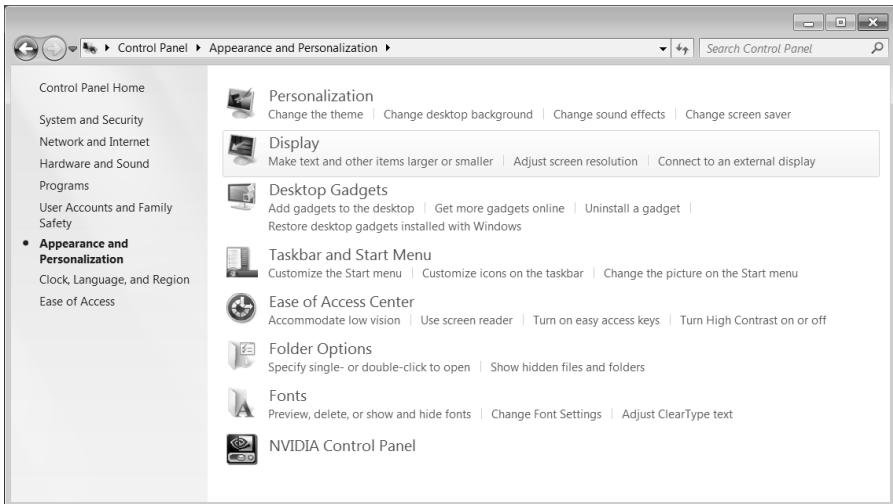 Control Panel Appearance and Personalization
Search Control Panel
Control Panel Home
System and Security
Network and Internet
Hardware and Sound
Programs
User Accounts and Family
Safety
Appearance and
Personalization
Clock, Language, and Region
Ease of Access
Personalization
Change the theme Change desktop background Change sound effects Change screen saver
Display
Make text and other items larger or smaller Adjust screen resolution Connect to an external display
Desktop Gadgets
Add gadgets to the desktop Get more gadgets online Uninstall a gadget
Restore desktop gadgets installed with Windows
Taskbar and Start Menu
Customize the Start menu Customize icons on the taskbar Change the picture on the Start menu
Ease of Access Center
Accommodate low vision Use screen reader Turn on easy access keys Turn High Contrast on or off
Folder Options
Specify single- or double-click to open Show hidden files and folders
Fonts
Preview, delete, or show and hide fonts Change Font Settings Adjust ClearType text
NVIDIA Control Panel